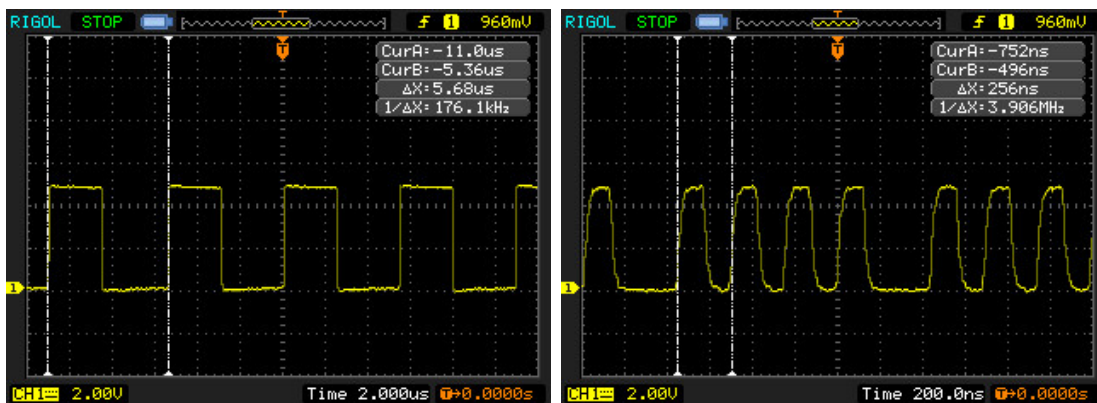 RIGOL STOP T f 1 960mV
T
CurA:-11.0us
CurB:-5.36us
ΔX:5.68us
1/ΔX:176.1kHz
1
CH1 2.00V Time 2.000us T→0.0000s
RIGOL STOP T f 1 960mV
T
CurA:-752ns
CurB:-496ns
ΔX:256ns
1/ΔX:3.906MHz
1
CH1 2.00V Time 200.0ns T→0.0000s